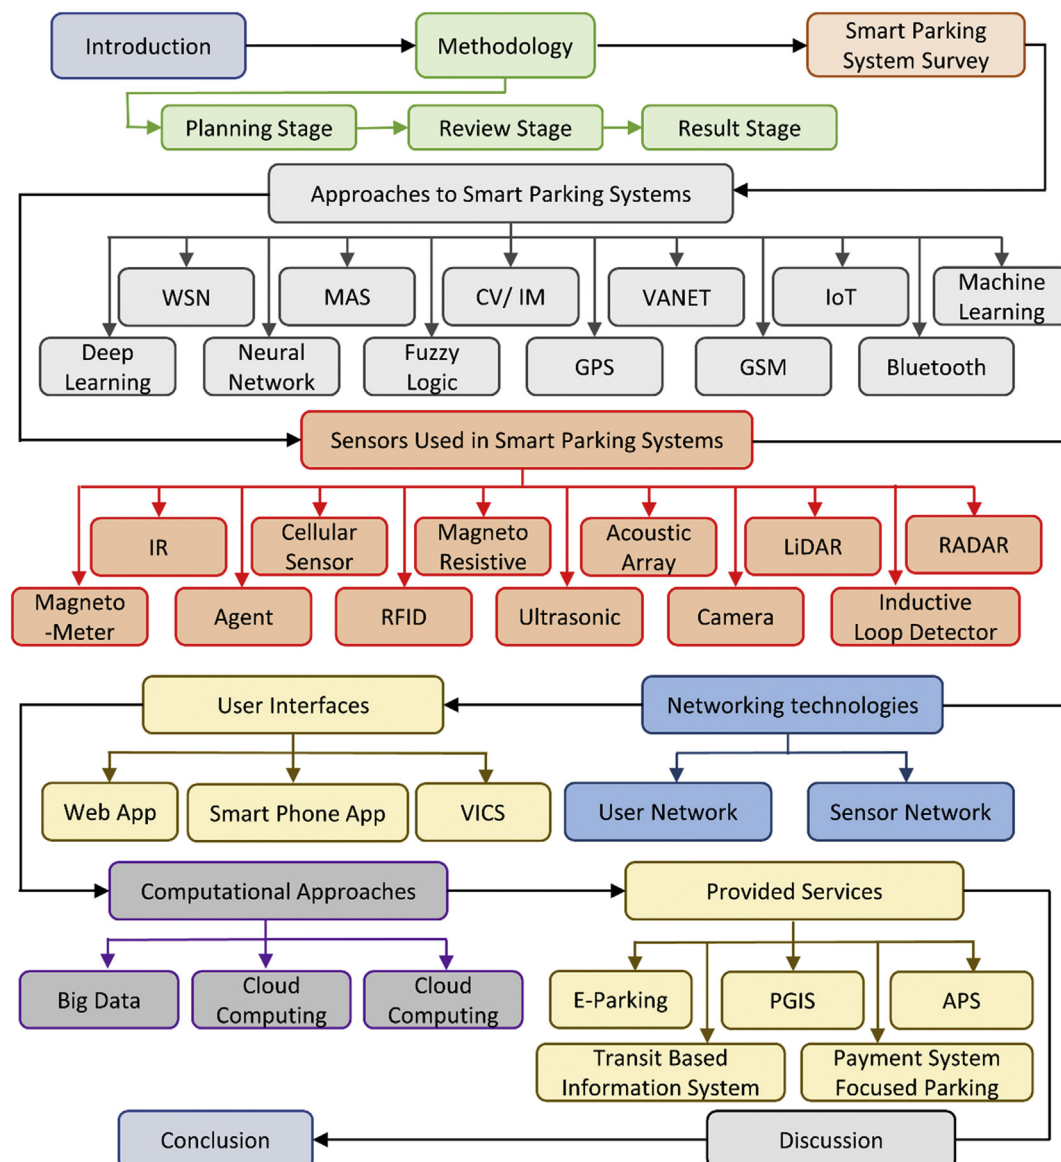 Introduction
Methodology
Smart Parking
System Survey
Planning Stage
Review Stage
Result Stage
Approaches to Smart Parking Systems
WSN
MAS
CV/ IM
VANET
IoT
Machine
Learning
Deep
Learning
Neural
Network
Fuzzy
Logic
GPS
GSM
Bluetooth
Sensors Used in Smart Parking Systems
IR
Cellular
Sensor
Magneto
Resistive
Acoustic
Array
LiDAR
RADAR
Magneto
-Meter
Agent
RFID
Ultrasonic
Camera
Inductive
Loop Detector
User Interfaces
Networking technologies
Web App
Smart Phone App
VICS
User Network
Sensor Network
Computational Approaches
Provided Services
Big Data
Cloud
Computing
Cloud
Computing
E-Parking
PGIS
APS
Transit Based
Information System
Payment System
Focused Parking
Conclusion
Discussion